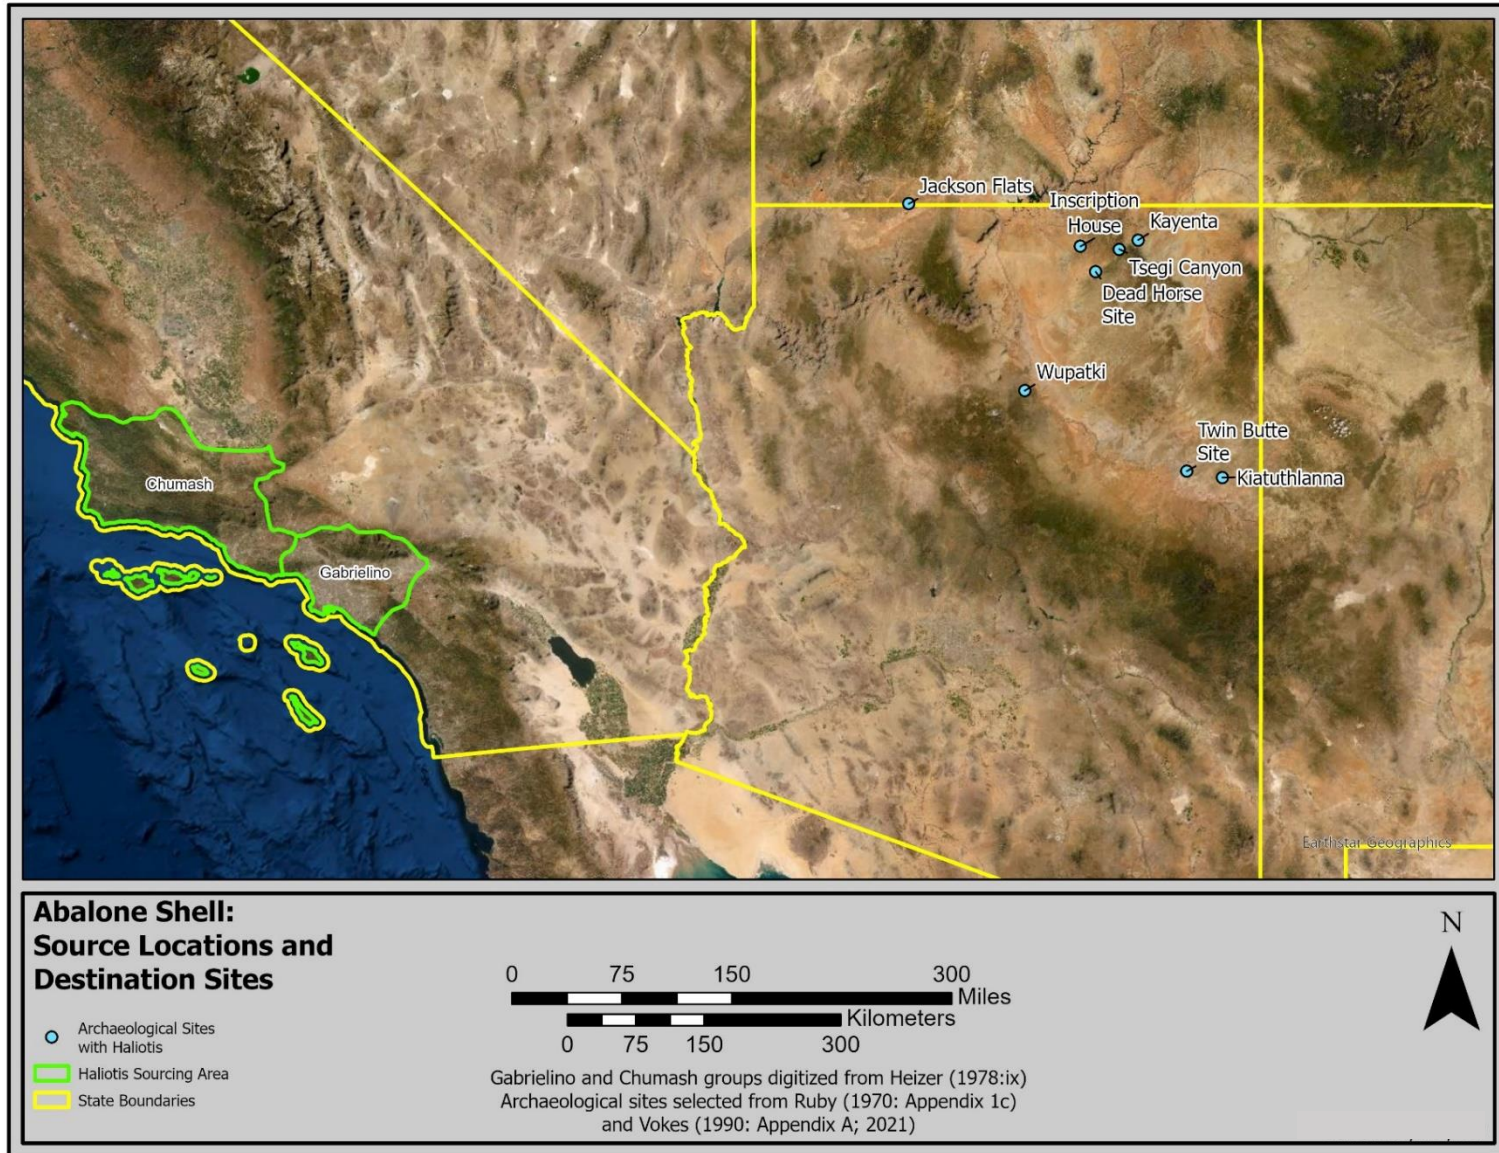 Jackson Flats
Inscription
House
Kayenta
Tsegi Canyon
Dead Horse
Site
Wupatki
Twin Butte
Site
Kiatuthlanna
Chumash
Gabrielino
Earthstar Geographics
Abalone Shell:
Source Locations and
Destination Sites
Archaeological Sites
with Haliotis
Haliotis Sourcing Area
State Boundaries
0 75 150 300
Miles
Kilometers
0 75 150 300
Gabrielino and Chumash groups digitized from Heizer (1978:ix)
Archaeological sites selected from Ruby (1970: Appendix 1c)
and Vokes (1990: Appendix A; 2021)
N